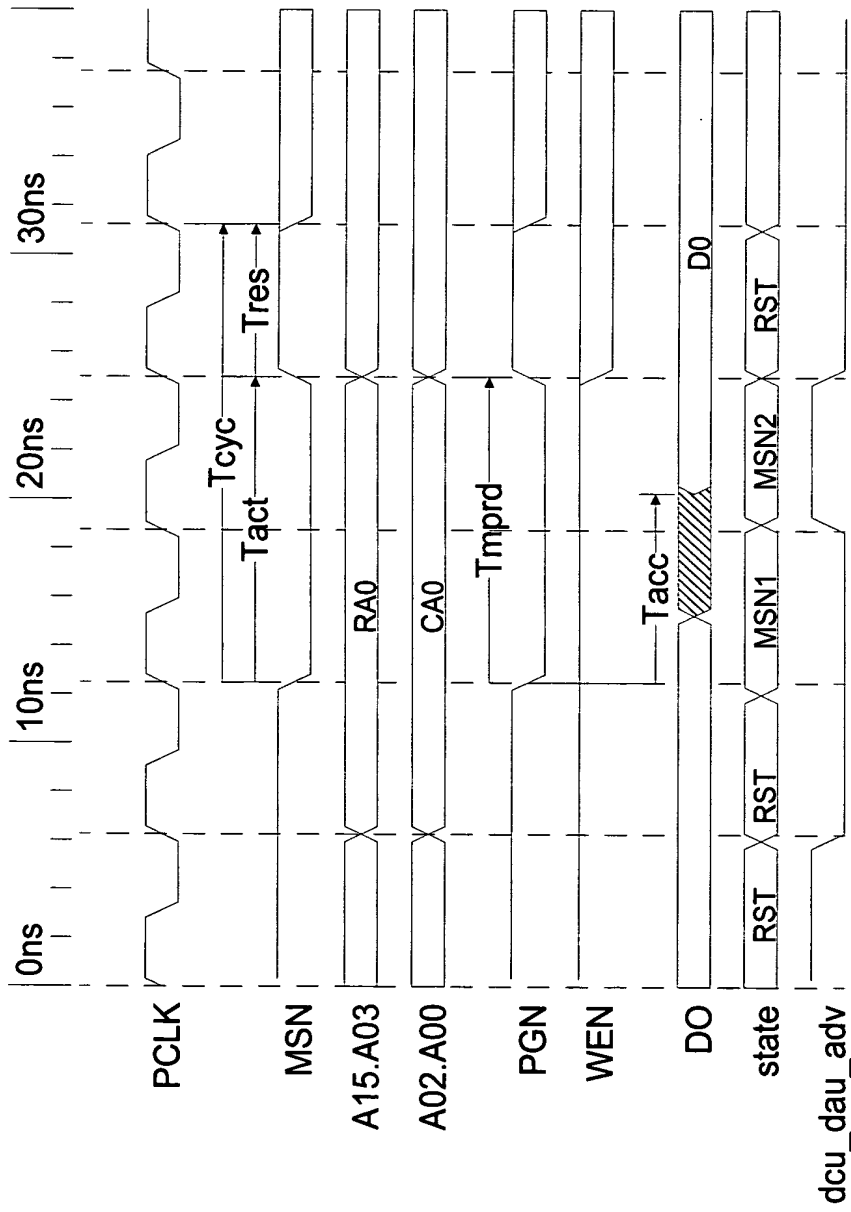 0ns
10ns
20ns
30ns
PCLK
Tcyc
Tact
Tres
MSN
A15.A03
RA0
A02.A00
CA0
PGN
Tmprd
WEN
Tacc
DO
D0
state
RST
RST
MSN1
MSN2
RST
dcu_dau_adv